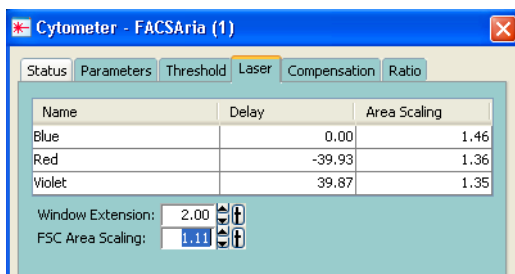 Cytometer - FACSAria (1)
Status Parameters Threshold Laser Compensation Ratio
Name Delay Area Scaling
Blue 0.00 1.46
Red -39.93 1.36
Violet 39.87 1.35
Window Extension: 2.00
FSC Area Scaling: 1.11